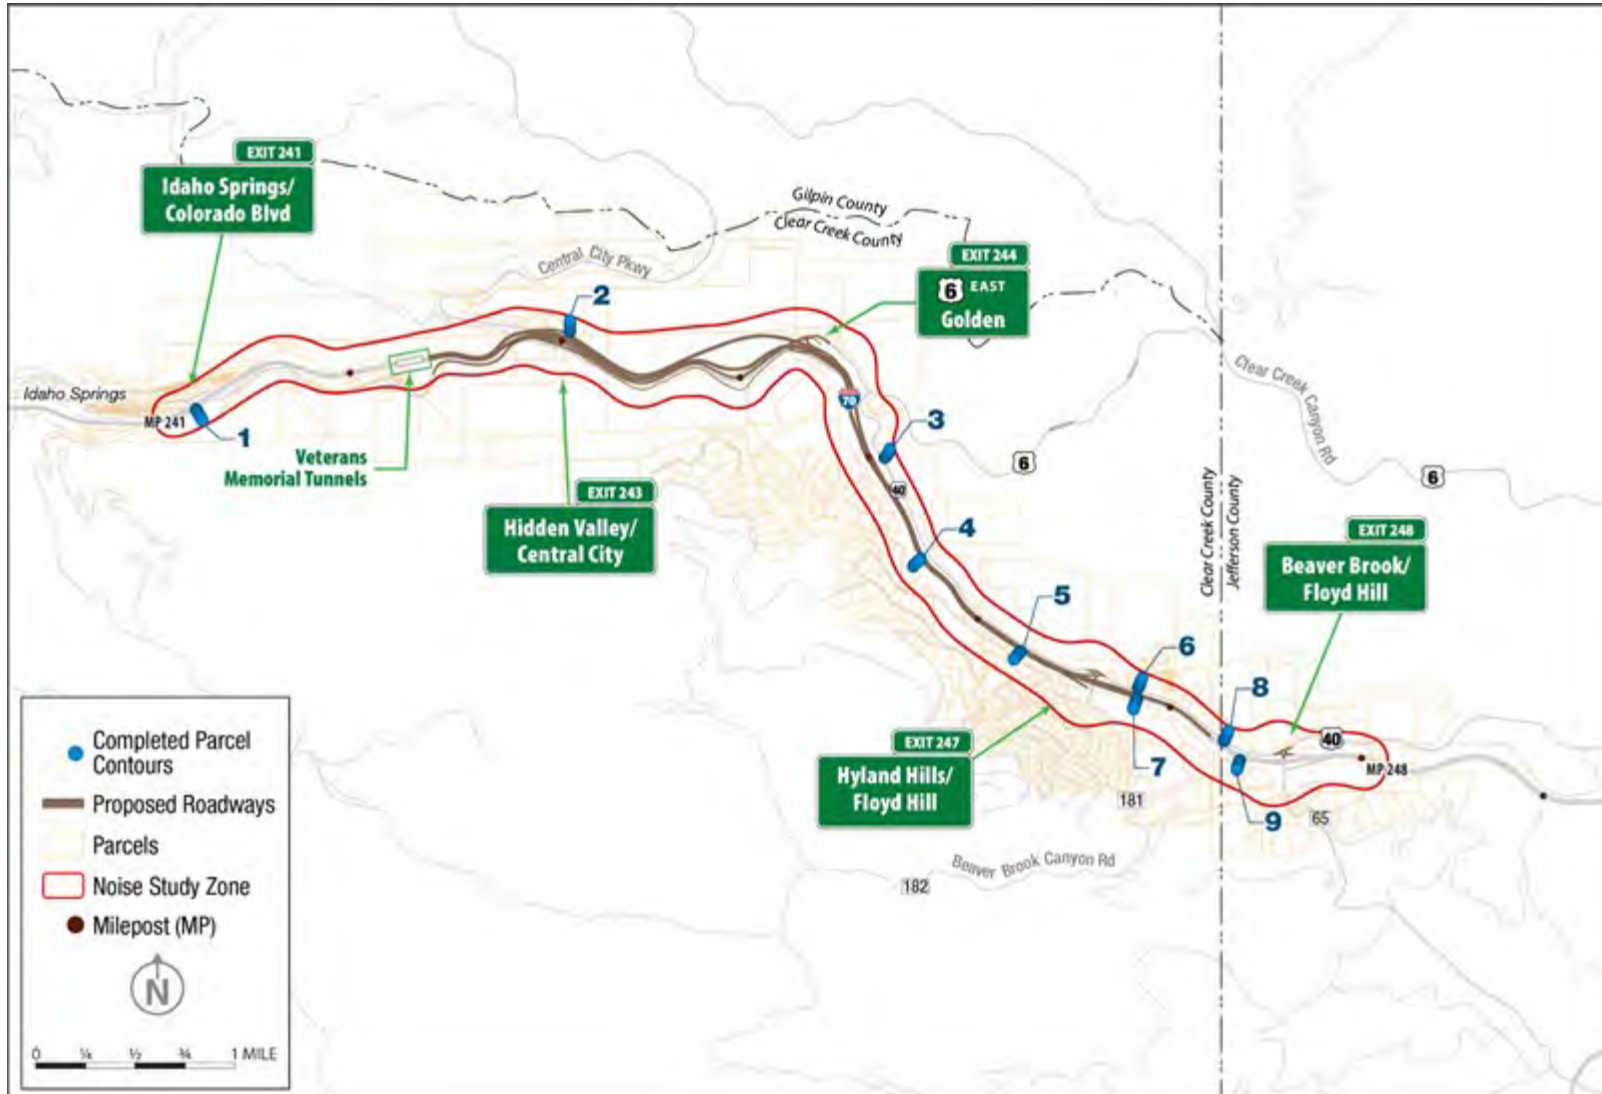 EXIT 241
Idaho Springs/
Colorado Blvd
Gilpin County
Clear Creek County
EXIT 244
6 EAST
Golden
Central City Pkwy
2
Clear Creek Canyon Rd
Idaho Springs
MP 241
1
70
3
6
6
Veterans
Memorial Tunnels
40
EXIT 243
Hidden Valley/
Central City
4
Clear Creek County
Jefferson County
EXIT 248
Beaver Brook/
Floyd Hill
5
6
8
40
MP 248
EXIT 247
Hyland Hills/
Floyd Hill
7
181
9
65
Beaver Brook Canyon Rd
182
Completed Parcel
Contours
Proposed Roadways
Parcels
Noise Study Zone
Milepost (MP)
N
0 ¼ ½ ¾ 1 MILE